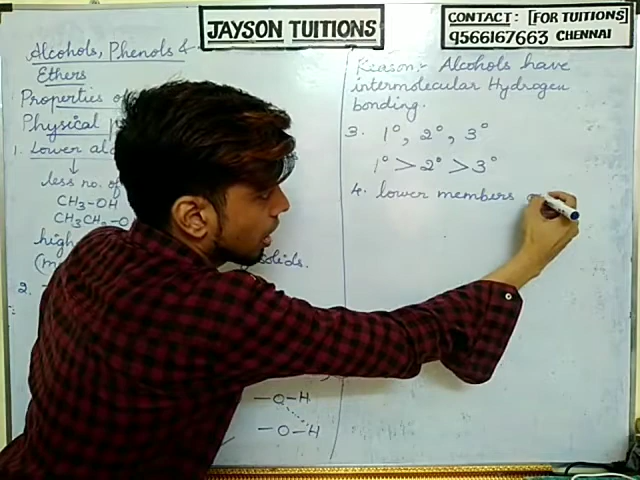 JAYSON TUITIONS
CONTACT: [FOR TUITIONS]
9566167663 CHENNAI
Alcohols, Phenols &
Ethers
Properties
Physical
1. Lower al
↓
less no. of
CH3-OH
CH3CH2-O
high
solids.
2.
-O-H
-O-H
Reason:- Alcohols have
intermolecular Hydrogen
bonding.
3. 1°, 2°, 3°
1° > 2° > 3°
4. lower members